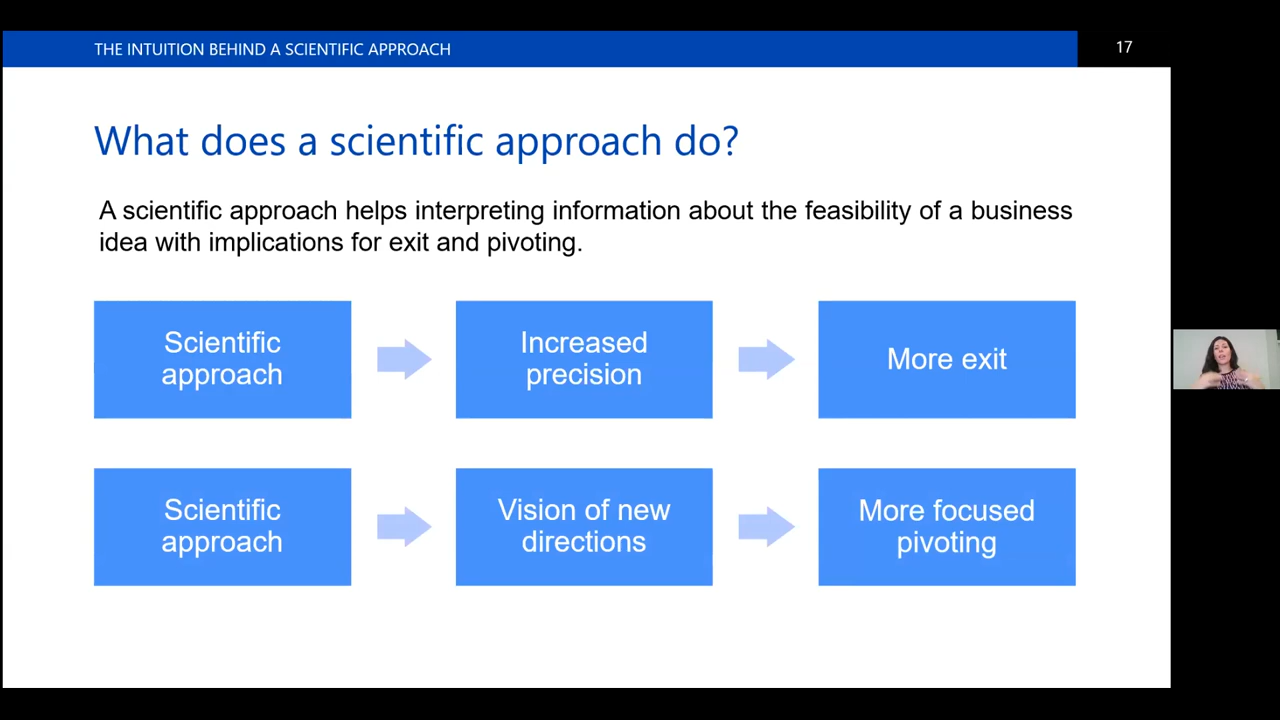 THE INTUITION BEHIND A SCIENTIFIC APPROACH
17
What does a scientific approach do?
A scientific approach helps interpreting information about the feasibility of a business
idea with implications for exit and pivoting.
Scientific
approach
Increased
precision
More exit
Scientific
approach
Vision of new
directions
More focused
pivoting